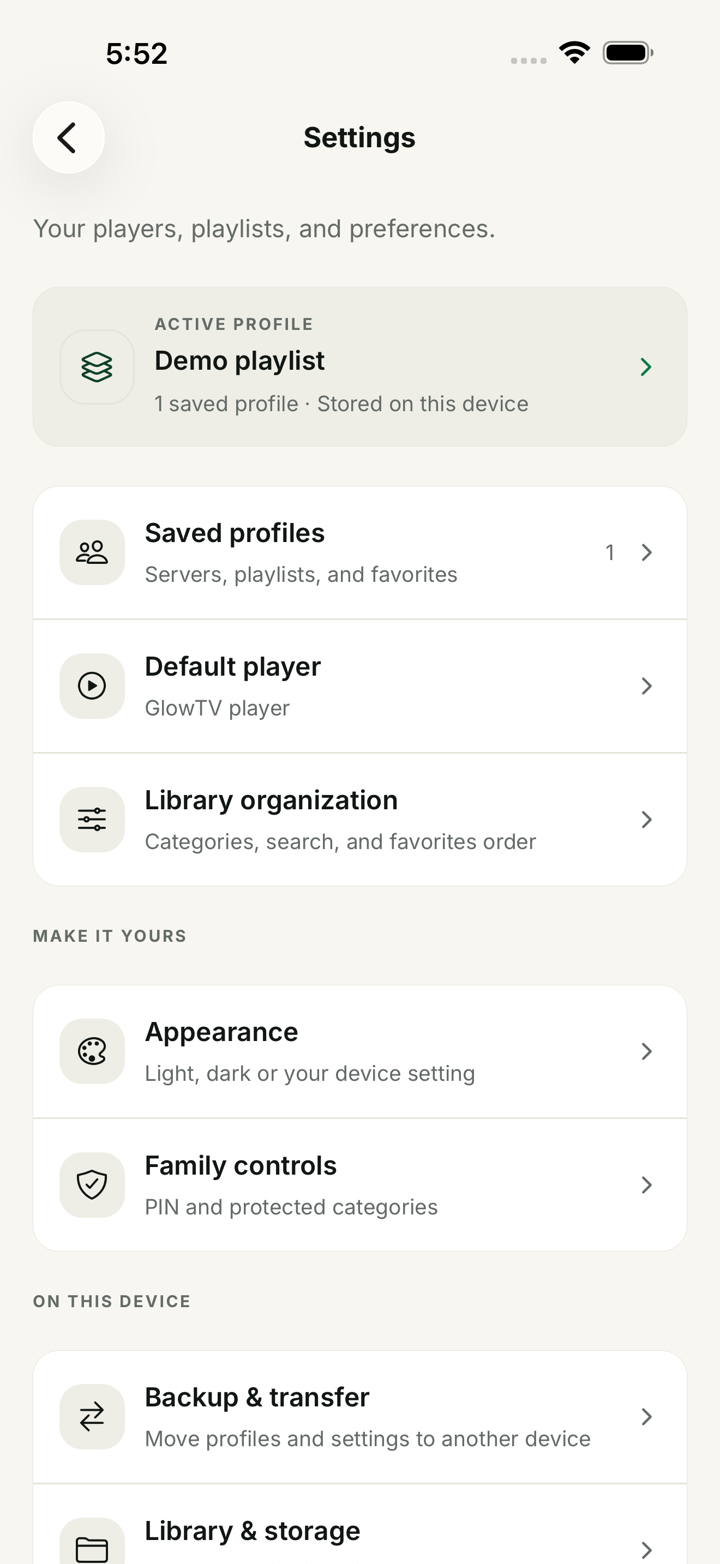 5:52
Settings
Your players, playlists, and preferences.
ACTIVE PROFILE
Demo playlist
1 saved profile · Stored on this device
Saved profiles
Servers, playlists, and favorites
1
Default player
GlowTV player
Library organization
Categories, search, and favorites order
MAKE IT YOURS
Appearance
Light, dark or your device setting
Family controls
PIN and protected categories
ON THIS DEVICE
Backup & transfer
Move profiles and settings to another device
Library & storage